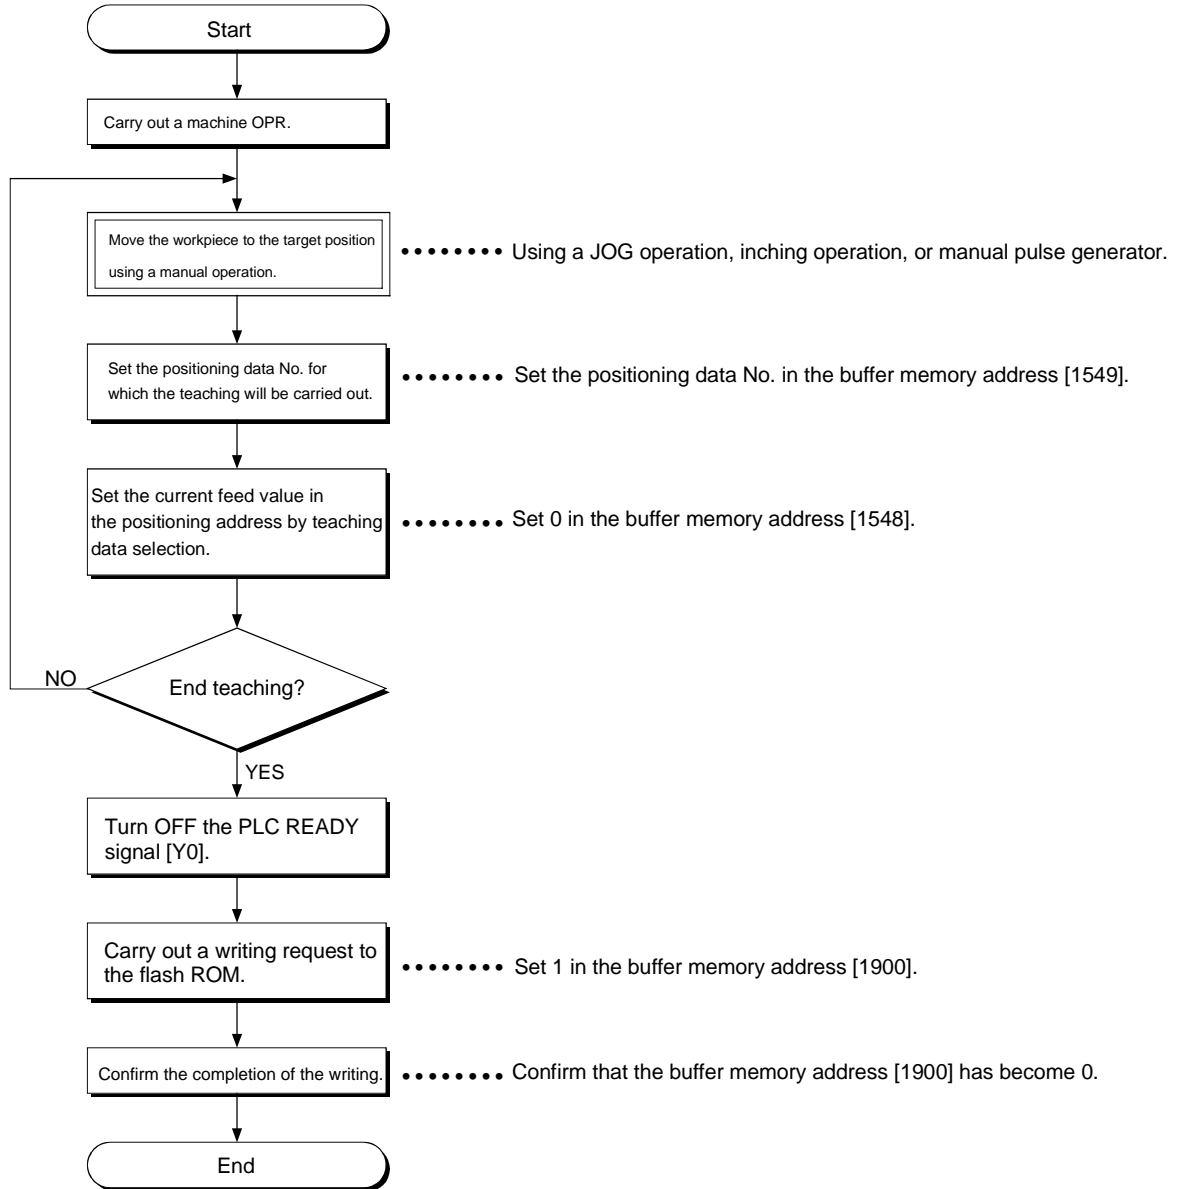 Start
Carry out a machine OPR.
Move the workpiece to the target position
using a manual operation.
•••••••• Using a JOG operation, inching operation, or manual pulse generator.
Set the positioning data No. for
which the teaching will be carried out.
•••••••• Set the positioning data No. in the buffer memory address [1549].
Set the current feed value in
the positioning address by teaching
data selection.
•••••••• Set 0 in the buffer memory address [1548].
NO
End teaching?
YES
Turn OFF the PLC READY
signal [Y0].
Carry out a writing request to
the flash ROM.
•••••••• Set 1 in the buffer memory address [1900].
Confirm the completion of the writing.
•••••••• Confirm that the buffer memory address [1900] has become 0.
End